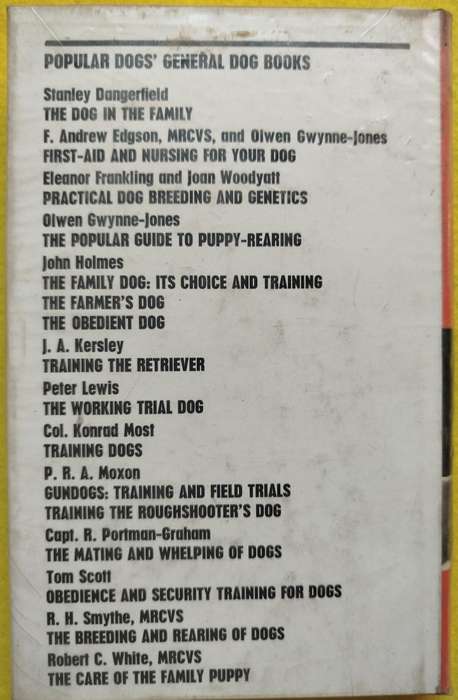 POPULAR DOGS' GENERAL DOG BOOKS
Stanley Dangerfield
THE DOG IN THE FAMILY
F. Andrew Edgson, MRCVS, and Olwen Gwynne-Jones
FIRST-AID AND NURSING FOR YOUR DOG
Eleanor Frankling and Joan Woodyatt
PRACTICAL DOG BREEDING AND GENETICS
Olwen Gwynne-Jones
THE POPULAR GUIDE TO PUPPY-REARING
John Holmes
THE FAMILY DOG: ITS CHOICE AND TRAINING
THE FARMER'S DOG
THE OBEDIENT DOG
J. A. Kersley
TRAINING THE RETRIEVER
Peter Lewis
THE WORKING TRIAL DOG
Col. Konrad Most
TRAINING DOGS
P. R. A. Moxon
GUNDOGS: TRAINING AND FIELD TRIALS
TRAINING THE ROUGHSHOOTER'S DOG
Capt. R. Portman-Graham
THE MATING AND WHELPING OF DOGS
Tom Scott
OBEDIENCE AND SECURITY TRAINING FOR DOGS
R. H. Smythe, MRCVS
THE BREEDING AND REARING OF DOGS
Robert C. White, MRCVS
THE CARE OF THE FAMILY PUPPY